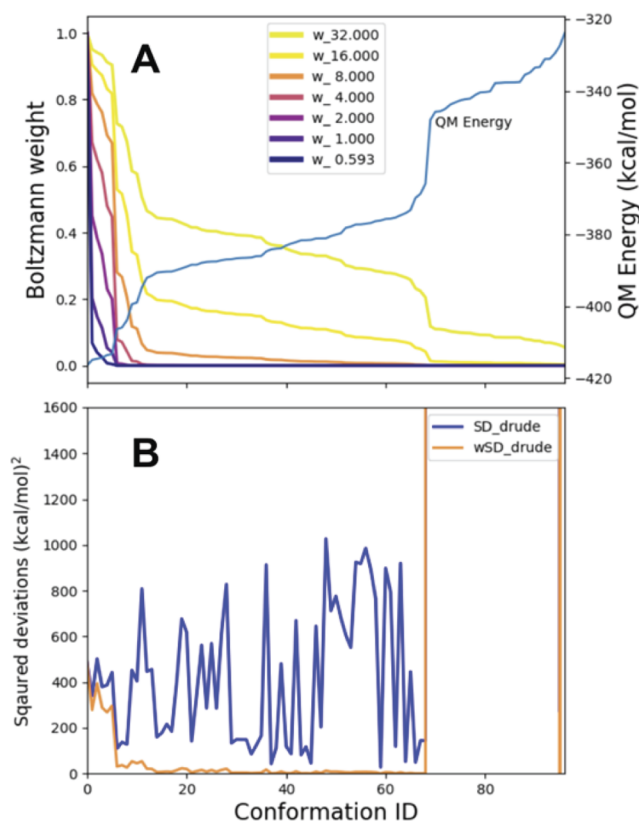 A
w_32.000
w_16.000
w_ 8.000
w_ 4.000
w_ 2.000
w_ 1.000
w_ 0.593
QM Energy
Boltzmann weight
1.0
0.8
0.6
0.4
0.2
0.0
QM Energy (kcal/mol)
−320
−340
−360
−380
−400
−420
B
SD_drude
wSD_drude
Sqaured deviations (kcal/mol)²
1600
1400
1200
1000
800
600
400
200
0
0 20 40 60 80
Conformation ID